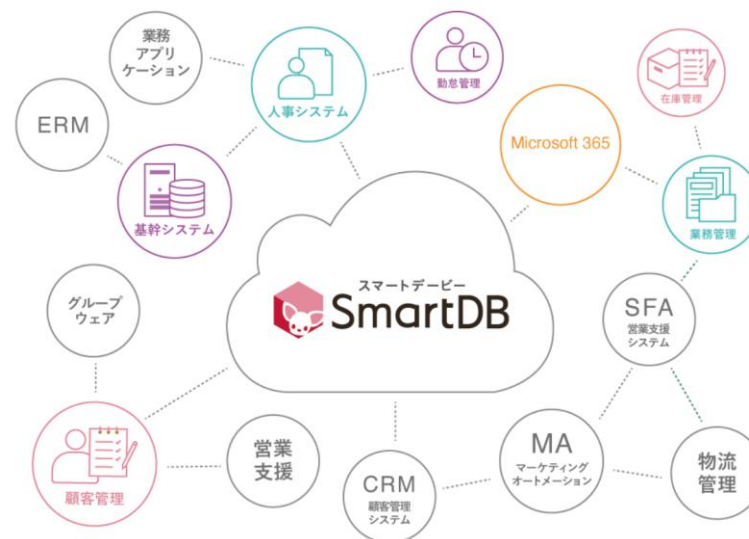 業務
アプリ
ケーション
人事システム
勤怠管理
在庫管理
ERM
Microsoft 365
基幹システム
業務管理
スマートデービー
SmartDB
グループ
ウェア
SFA
営業支援
システム
顧客管理
営業
支援
CRM
顧客管理
システム
MA
マーケティング
オートメーション
物流
管理